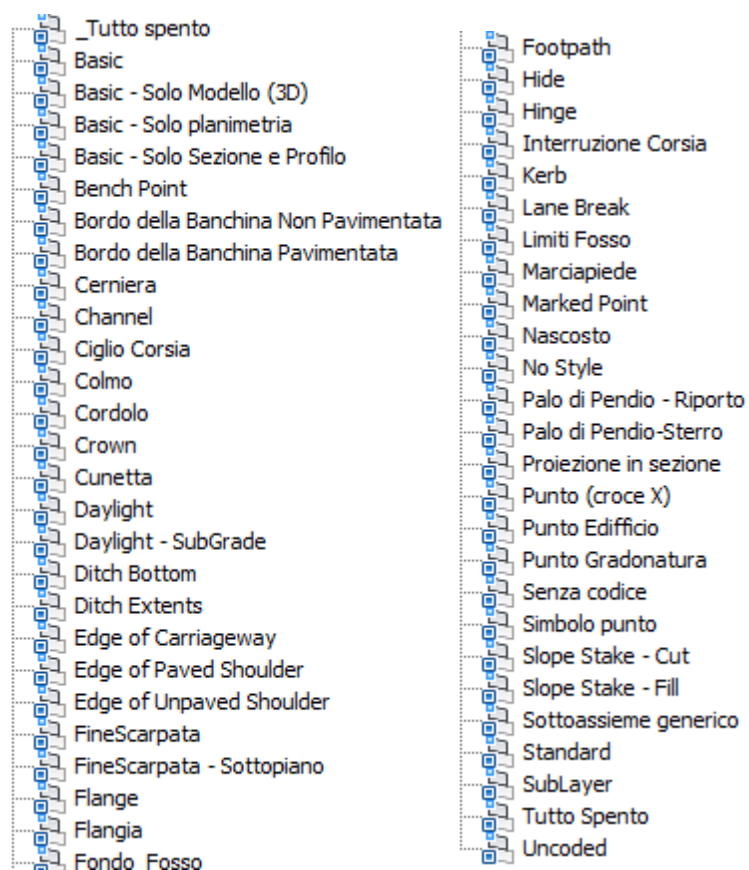 _Tutto spento
Basic
Basic - Solo Modello (3D)
Basic - Solo planimetria
Basic - Solo Sezione e Profilo
Bench Point
Bordo della Banchina Non Pavimentata
Bordo della Banchina Pavimentata
Cerniera
Channel
Ciglio Corsia
Colmo
Cordolo
Crown
Cunetta
Daylight
Daylight - SubGrade
Ditch Bottom
Ditch Extents
Edge of Carriageway
Edge of Paved Shoulder
Edge of Unpaved Shoulder
FineScarpata
FineScarpata - Sottopiano
Flange
Flangia
Fondo Fosso
Footpath
Hide
Hinge
Interruzione Corsia
Kerb
Lane Break
Limiti Fosso
Marciapiede
Marked Point
Nascosto
No Style
Palo di Pendio - Riporto
Palo di Pendio-Sterro
Proiezione in sezione
Punto (croce X)
Punto Edifficio
Punto Gradonatura
Senza codice
Simbolo punto
Slope Stake - Cut
Slope Stake - Fill
Sottoassieme generico
Standard
SubLayer
Tutto Spento
Uncoded